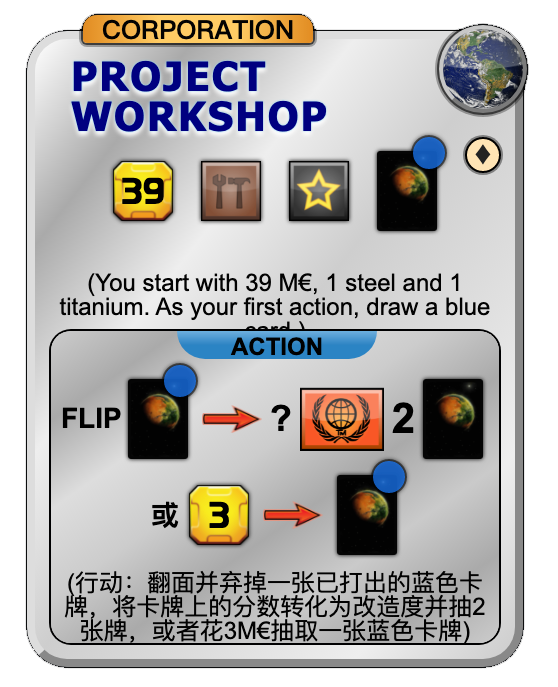 CORPORATION
PROJECT
WORKSHOP
39
(You start with 39 M€, 1 steel and 1
titanium. As your first action, draw a blue
card.)
ACTION
FLIP ? 2
或 3
(行动：翻面并弃掉一张已打出的蓝色卡
牌，将卡牌上的分数转化为改造度并抽2
张牌，或者花3M€抽取一张蓝色卡牌)